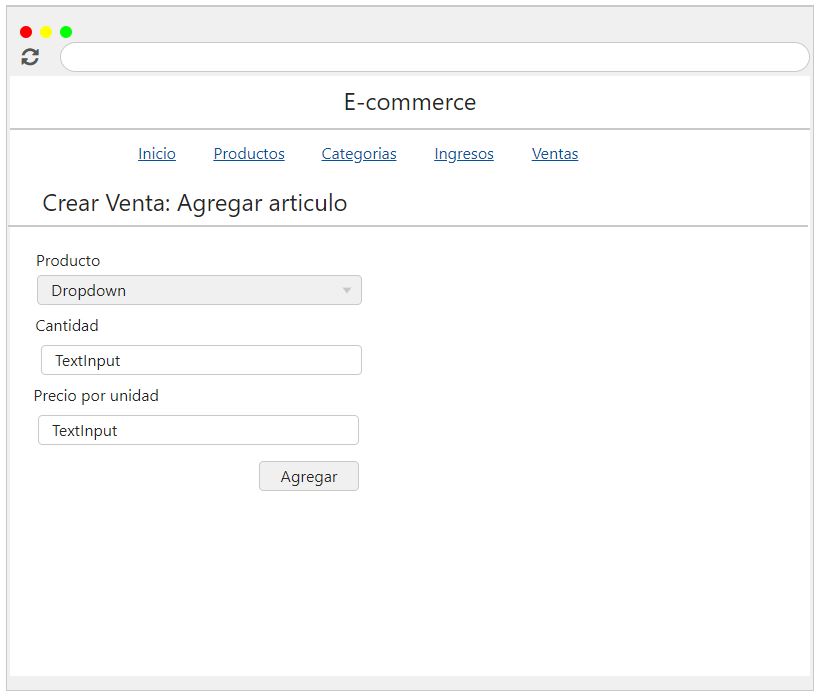 E-commerce
Inicio Productos Categorias Ingresos Ventas
Crear Venta: Agregar articulo
Producto
Dropdown
Cantidad
TextInput
Precio por unidad
TextInput
Agregar